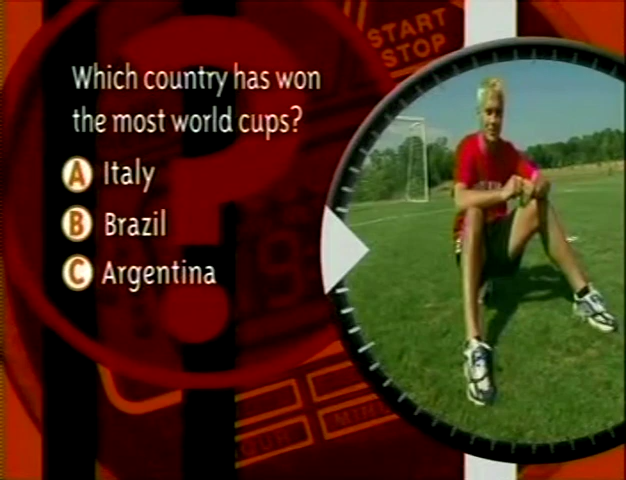 START
STOP
Which country has won
the most world cups?
A Italy
B Brazil
C Argentina